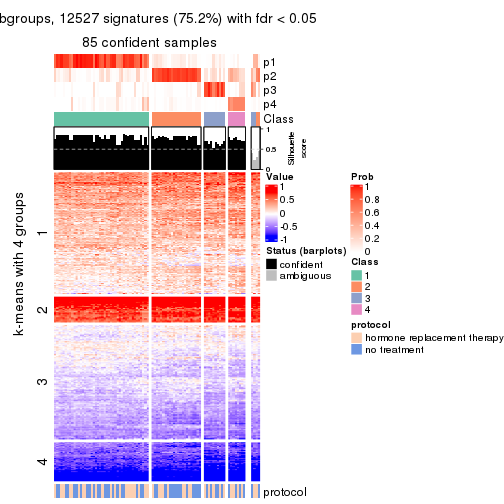 bgroups, 12527 signatures (75.2%) with fdr < 0.05
85 confident samples
p1
p2
p3
p4
Class
1
0.5
0
Silhouette
score
k-means with 4 groups
1
2
3
4
protocol
Value
1
0.5
0
-0.5
-1
Status (barplots)
confident
ambiguous
Prob
1
0.8
0.6
0.4
0.2
0
Class
1
2
3
4
protocol
hormone replacement therapy
no treatment